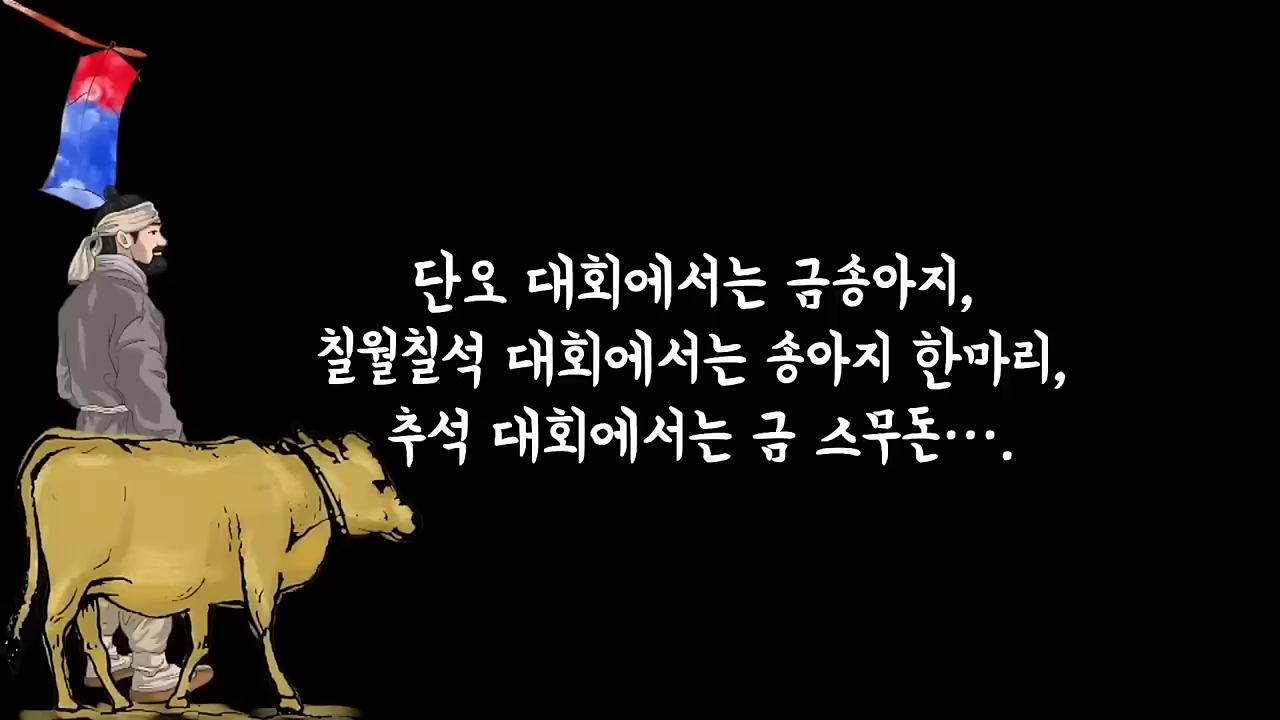 단오 대회에서는 금송아지,
칠월칠석 대회에서는 송아지 한마리,
추석 대회에서는 금 스무돈….